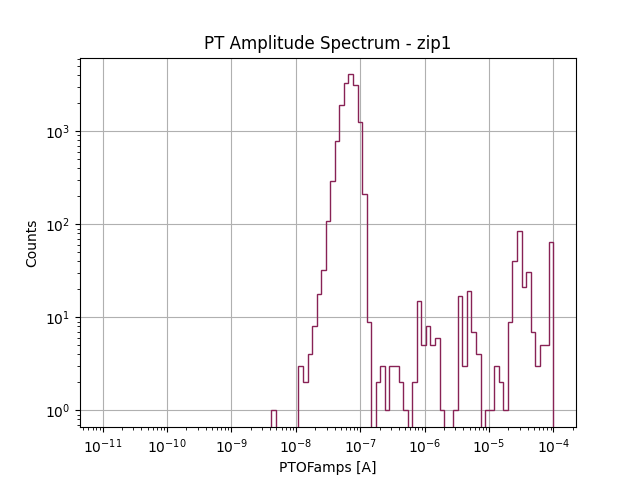 PT Amplitude Spectrum - zip1
Counts
10³
10²
10¹
10⁰
10⁻¹¹ 10⁻¹⁰ 10⁻⁹ 10⁻⁸ 10⁻⁷ 10⁻⁶ 10⁻⁵ 10⁻⁴
PTOFamps [A]